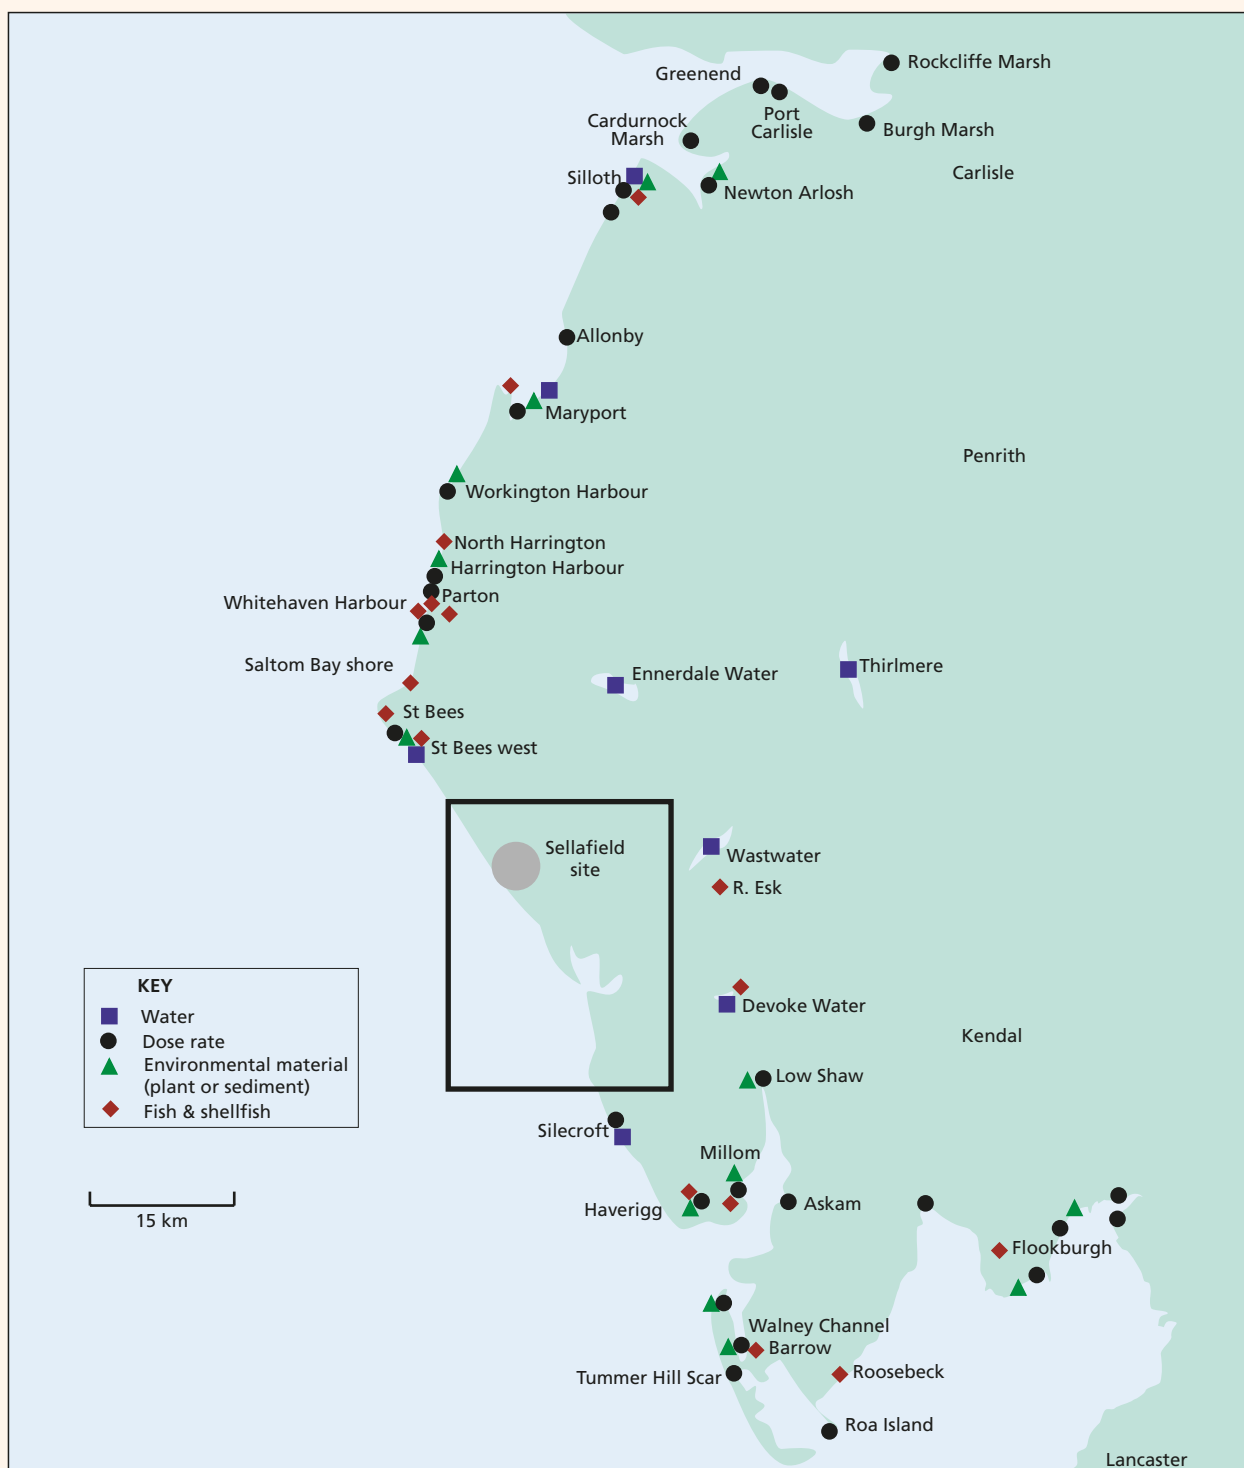 Rockcliffe Marsh
Greenend
Port
Carlisle
Cardurnock
Marsh
Burgh Marsh
Carlisle
Silloth
Newton Arlosh
Allonby
Maryport
Penrith
Workington Harbour
North Harrington
Harrington Harbour
Parton
Whitehaven Harbour
Saltom Bay shore
Ennerdale Water
Thirlmere
St Bees
St Bees west
Sellafield
site
Wastwater
R. Esk
KEY
Water
Dose rate
Environmental material
(plant or sediment)
Fish & shellfish
Devoke Water
Kendal
Low Shaw
Silecroft
Millom
Haverigg
Askam
15 km
Flookburgh
Walney Channel
Barrow
Tummer Hill Scar
Roosebeck
Roa Island
Lancaster